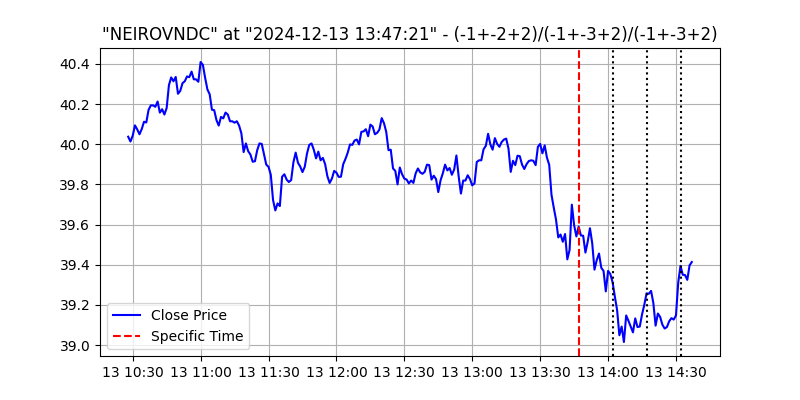 "NEIROVNDC" at "2024-12-13 13:47:21" - (-1+-2+2)/(-1+-3+2)/(-1+-3+2)
40.4
40.2
40.0
39.8
39.6
39.4
39.2
39.0
Close Price
Specific Time
13 10:30 13 11:00 13 11:30 13 12:00 13 12:30 13 13:00 13 13:30 13 14:00 13 14:30